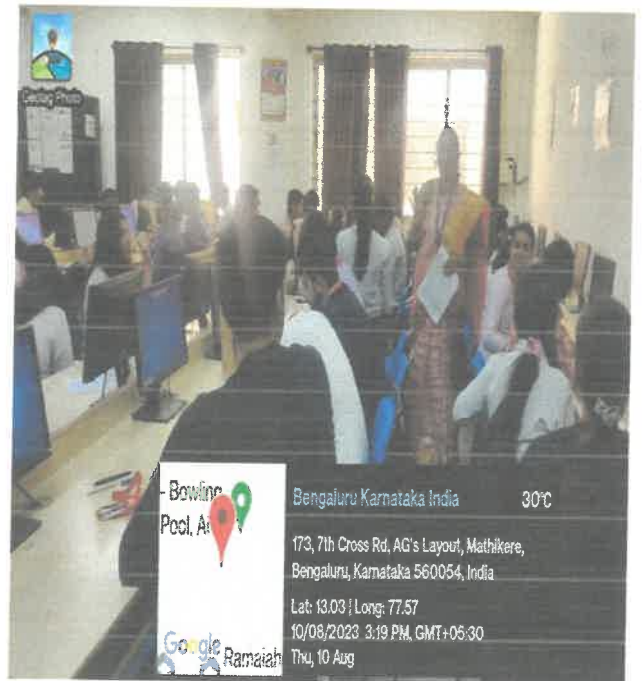 Geotag Photo
- Bowling
Pool, A
Google
Ramaiah
Bengaluru Karnataka India
30°C
173, 7th Cross Rd, AG's Layout, Mathikere,
Bengaluru, Karnataka 560054, India
Lat: 13.03 | Long: 77.57
10/08/2023 3:19 PM, GMT+05:30
Thu, 10 Aug